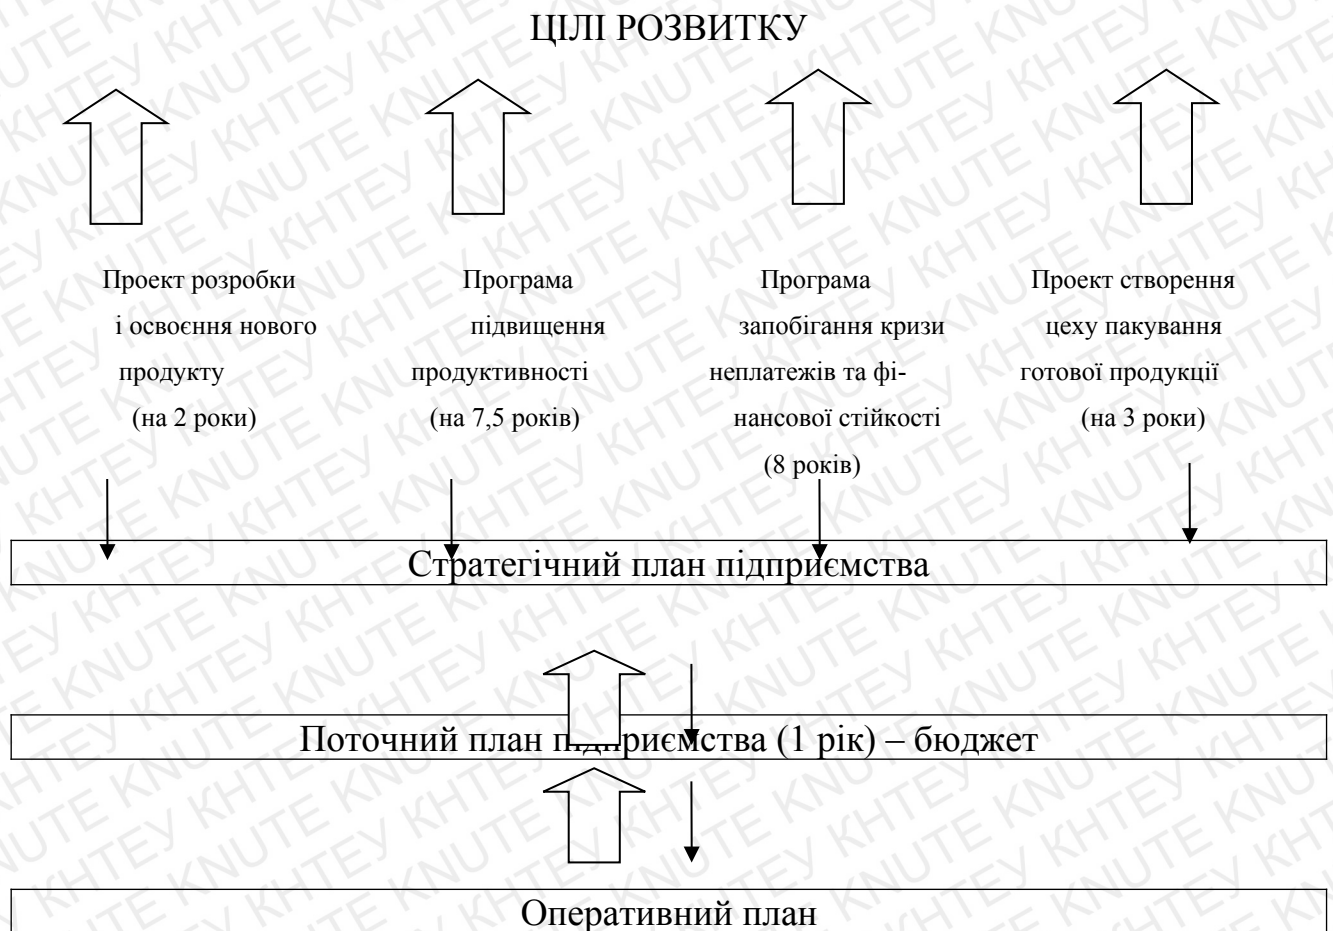 ЦІЛІ РОЗВИТКУ
Проект розробки
і освоєння нового
продукту
(на 2 роки)
Програма
підвищення
продуктивності
(на 7,5 років)
Програма
запобігання кризи
неплатежів та фі-
нансової стійкості
(8 років)
Проект створення
цеху пакування
готової продукції
(на 3 роки)
Стратегічний план підприємства
Поточний план підприємства (1 рік) – бюджет
Оперативний план